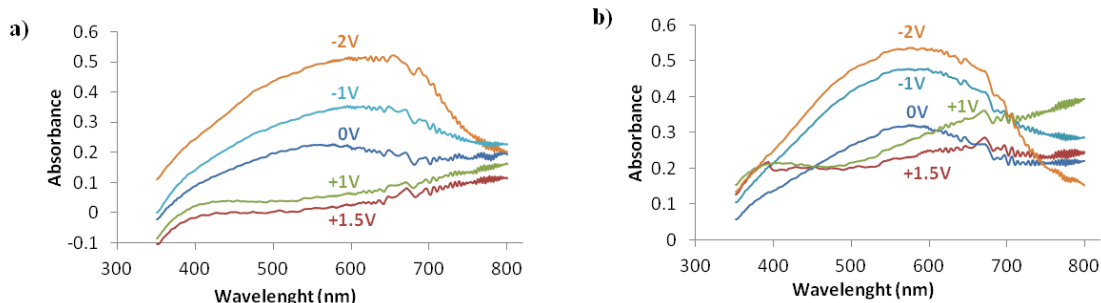 a)
0.6
0.5
0.4
0.3
0.2
0.1
0
-0.1
Absorbance
-2V
-1V
0V
+1V
+1.5V
300 400 500 600 700 800
Wavelenght (nm)
b)
0.6
0.5
0.4
0.3
0.2
0.1
0
Absorbance
-2V
-1V
0V
+1V
+1.5V
300 400 500 600 700 800
Wavelenght (nm)